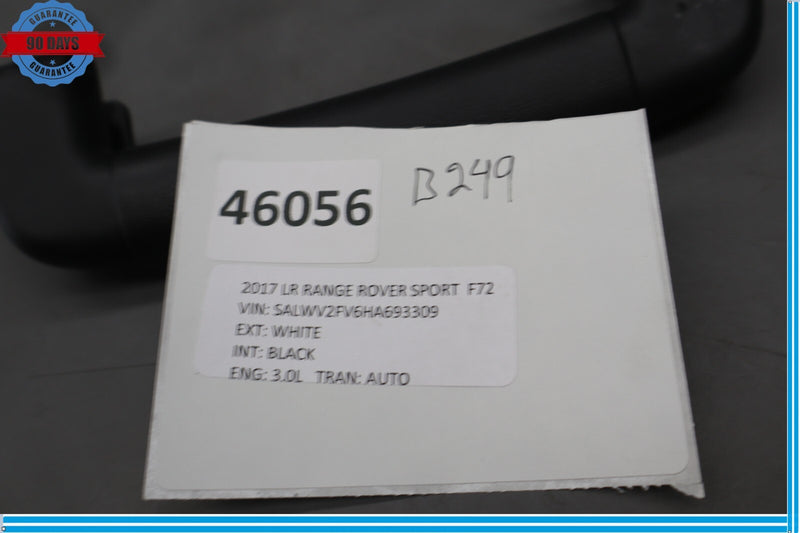 GUARANTEE
90 DAYS
GUARANTEE
46056
B249
2017 LR RANGE ROVER SPORT F72
VIN: SALWV2FV6HA693309
EXT: WHITE
INT: BLACK
ENG: 3.0L TRAN: AUTO